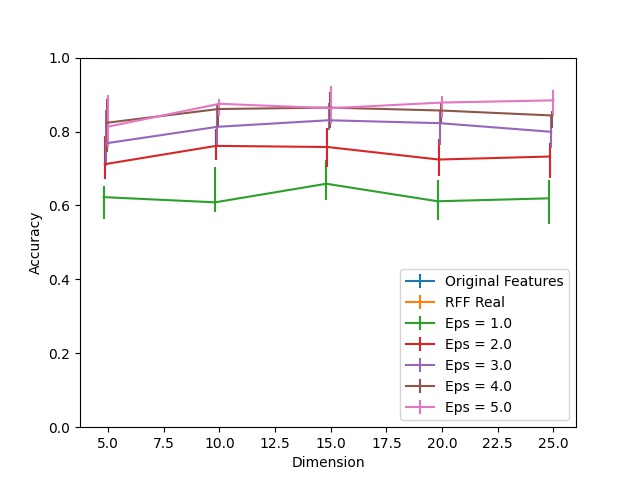 1.0
0.8
0.6
0.4
0.2
0.0
Accuracy
5.0 7.5 10.0 12.5 15.0 17.5 20.0 22.5 25.0
Dimension
Original Features
RFF Real
Eps = 1.0
Eps = 2.0
Eps = 3.0
Eps = 4.0
Eps = 5.0